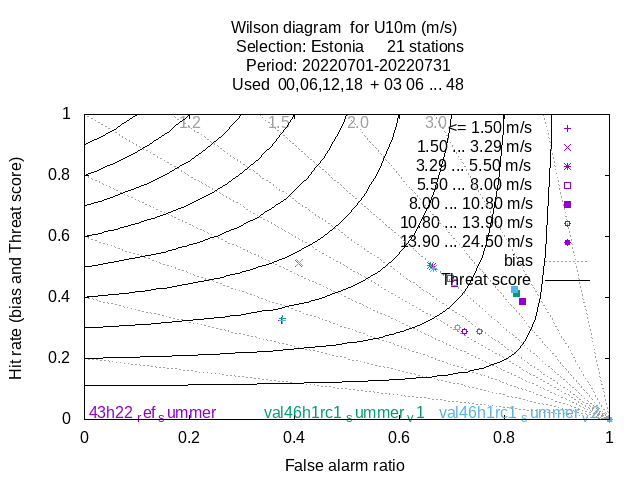 Wilson diagram  for U10m (m/s)
Selection: Estonia     21 stations
Period: 20220701-20220731
Used  00,06,12,18  + 03 06 ... 48
1.2 1.5 2.0 3.0
<= 1.50 m/s
1.50 ... 3.29 m/s
3.29 ... 5.50 m/s
5.50 ... 8.00 m/s
8.00 ... 10.80 m/s
10.80 ... 13.90 m/s
13.90 ... 24.50 m/s
bias
Threat score
1
0.8
0.6
0.4
0.2
0
Hit rate (bias and Threat score)
43h22_ref_summer val46h1rc1_summer_v1 val46h1rc1_summer_v2
0 0.2 0.4 0.6 0.8 1
False alarm ratio